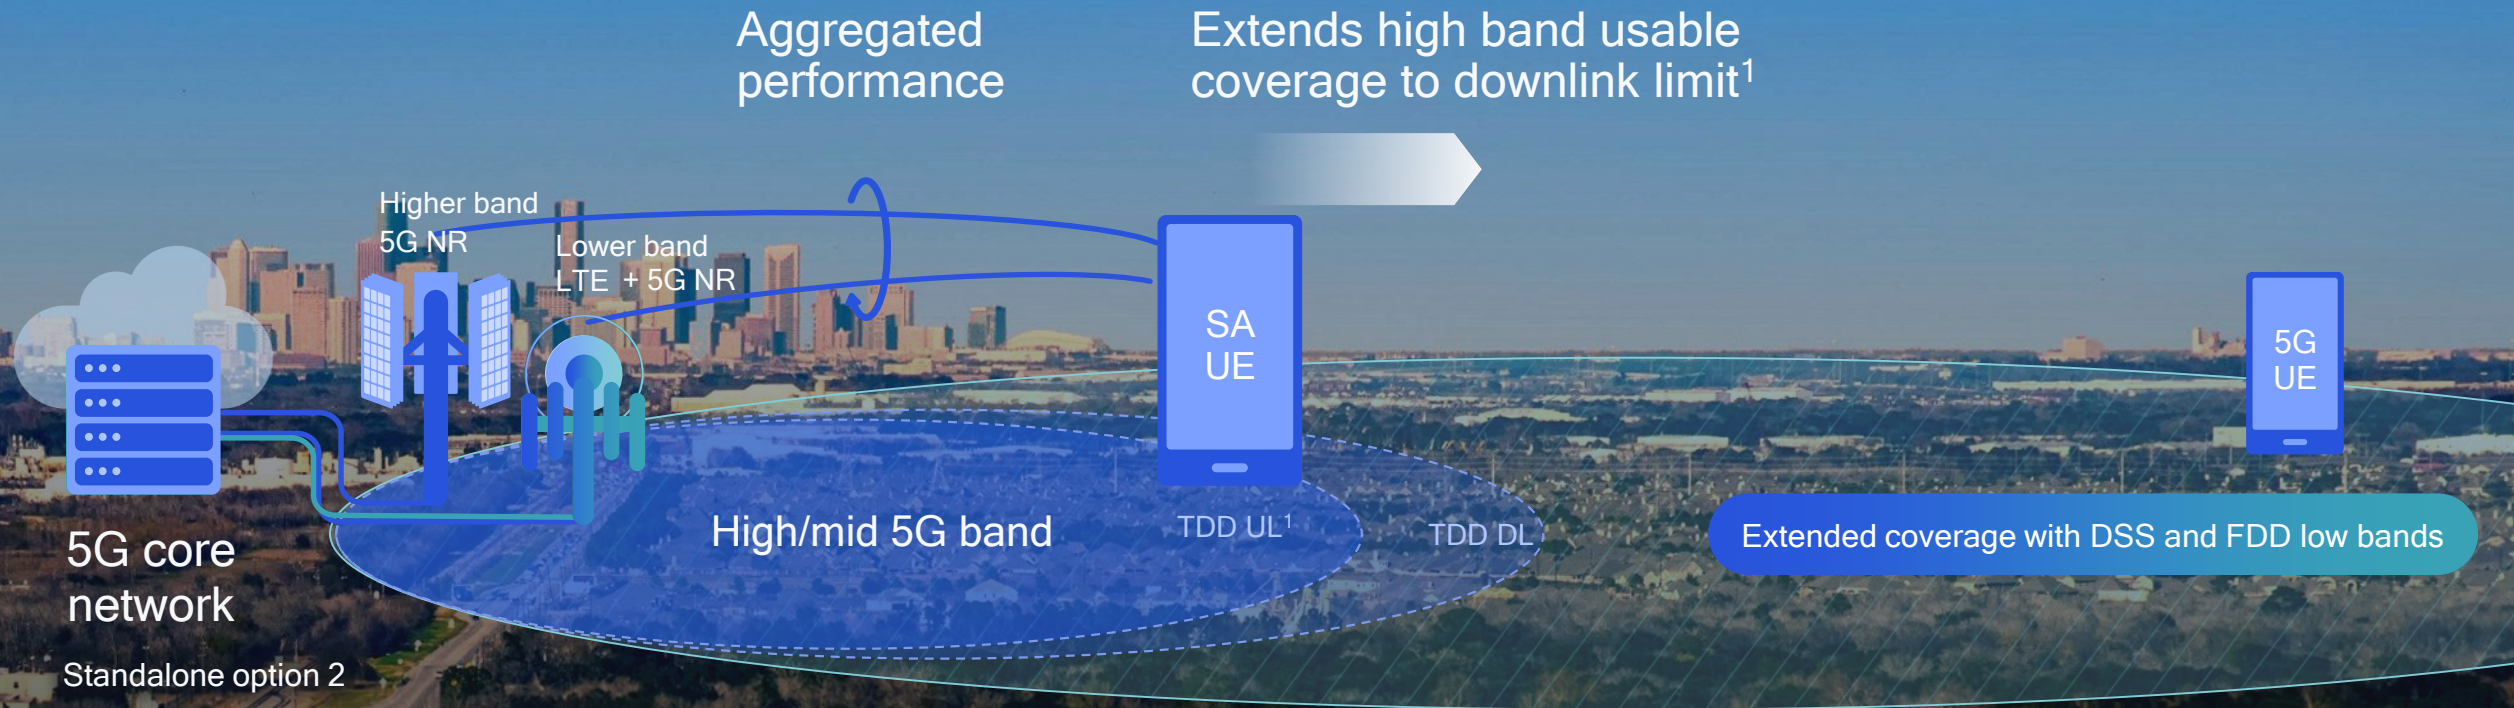 Aggregated
performance
Extends high band usable
coverage to downlink limit¹
Higher band
5G NR
Lower band
LTE + 5G NR
SA
UE
5G
UE
High/mid 5G band
TDD UL¹
TDD DL
Extended coverage with DSS and FDD low bands
5G core
network
Standalone option 2